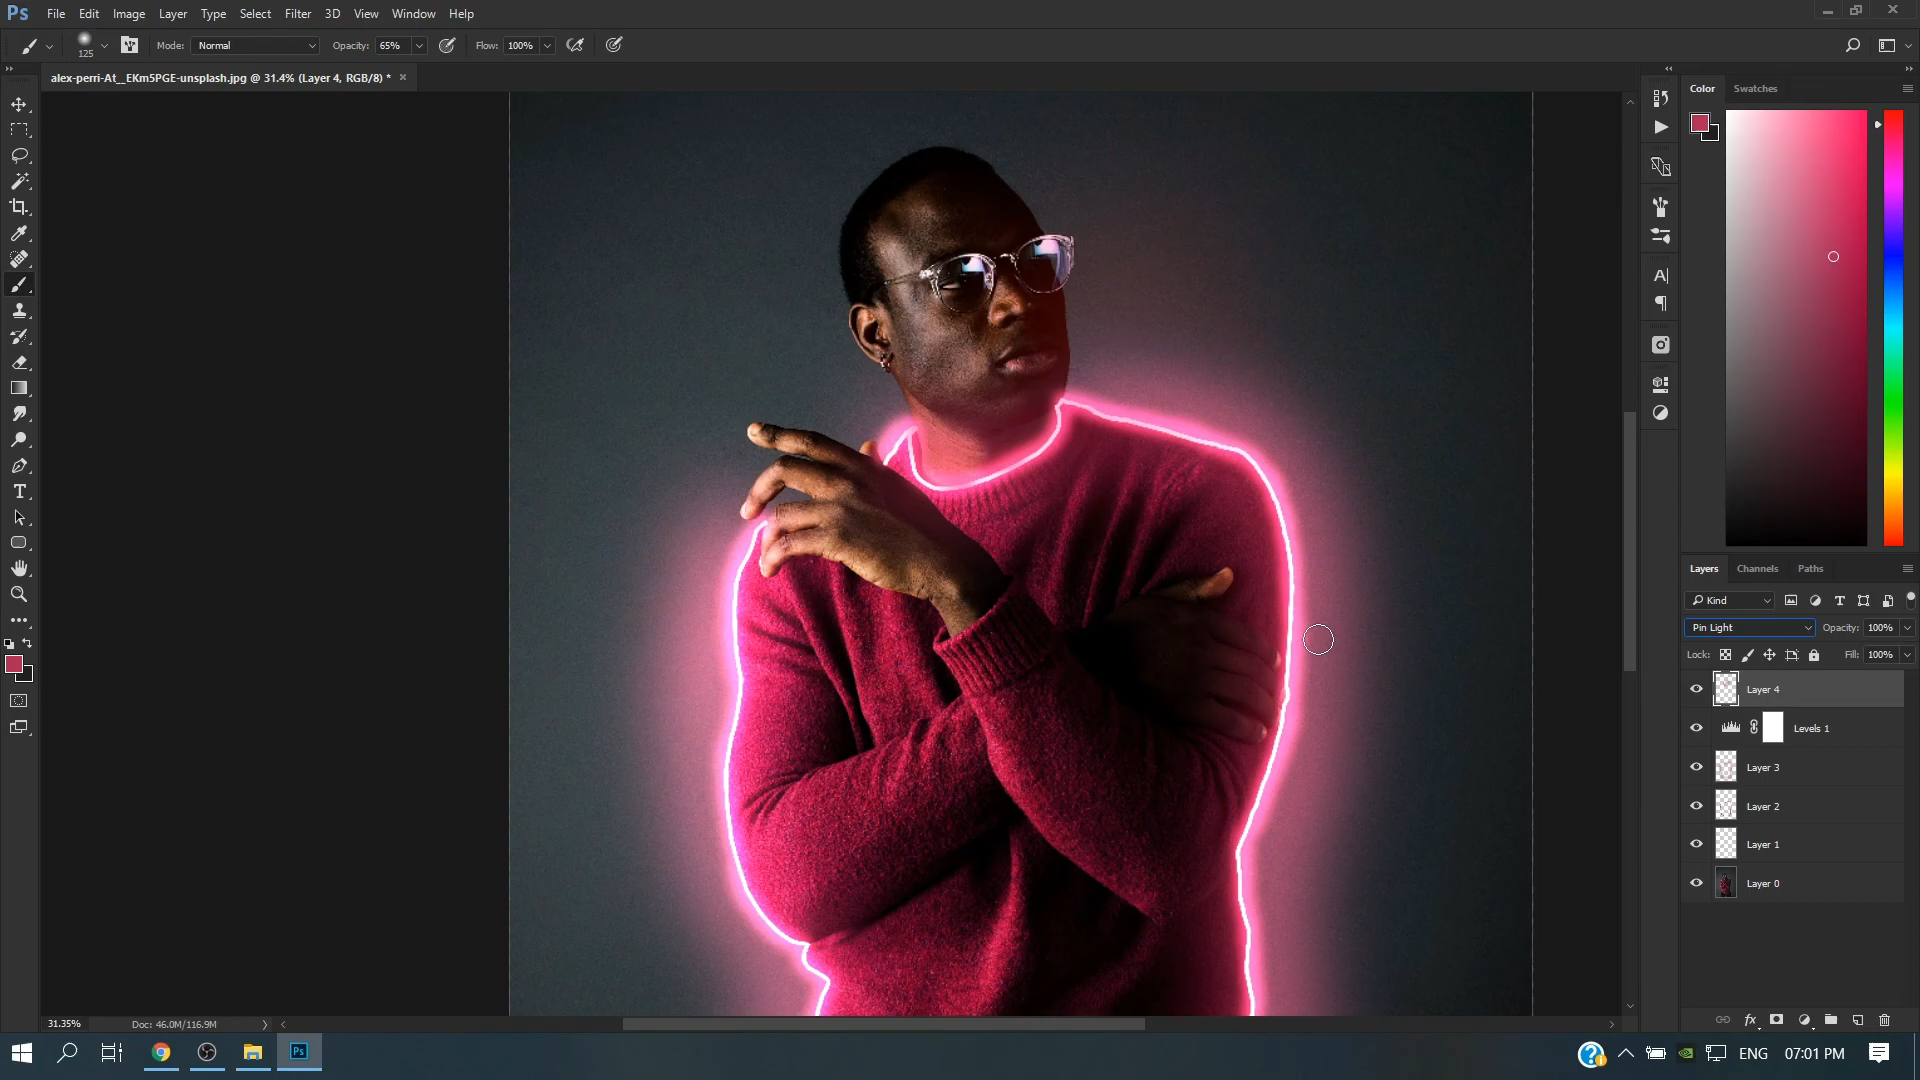 Ps File Edit Image Layer Type Select Filter 3D View Window Help
125 Mode: Normal Opacity: 65% Flow: 100%
alex-perri-At__EKm5PGE-unsplash.jpg @ 31.4% (Layer 4, RGB/8) *
Color Swatches
Layers Channels Paths
Kind
Pin Light Opacity: 100%
Lock: Fill: 100%
Layer 4
Levels 1
Layer 3
Layer 2
Layer 1
Layer 0
fx
31.35% Doc: 46.0M/116.9M
Ps ENG 07:01 PM